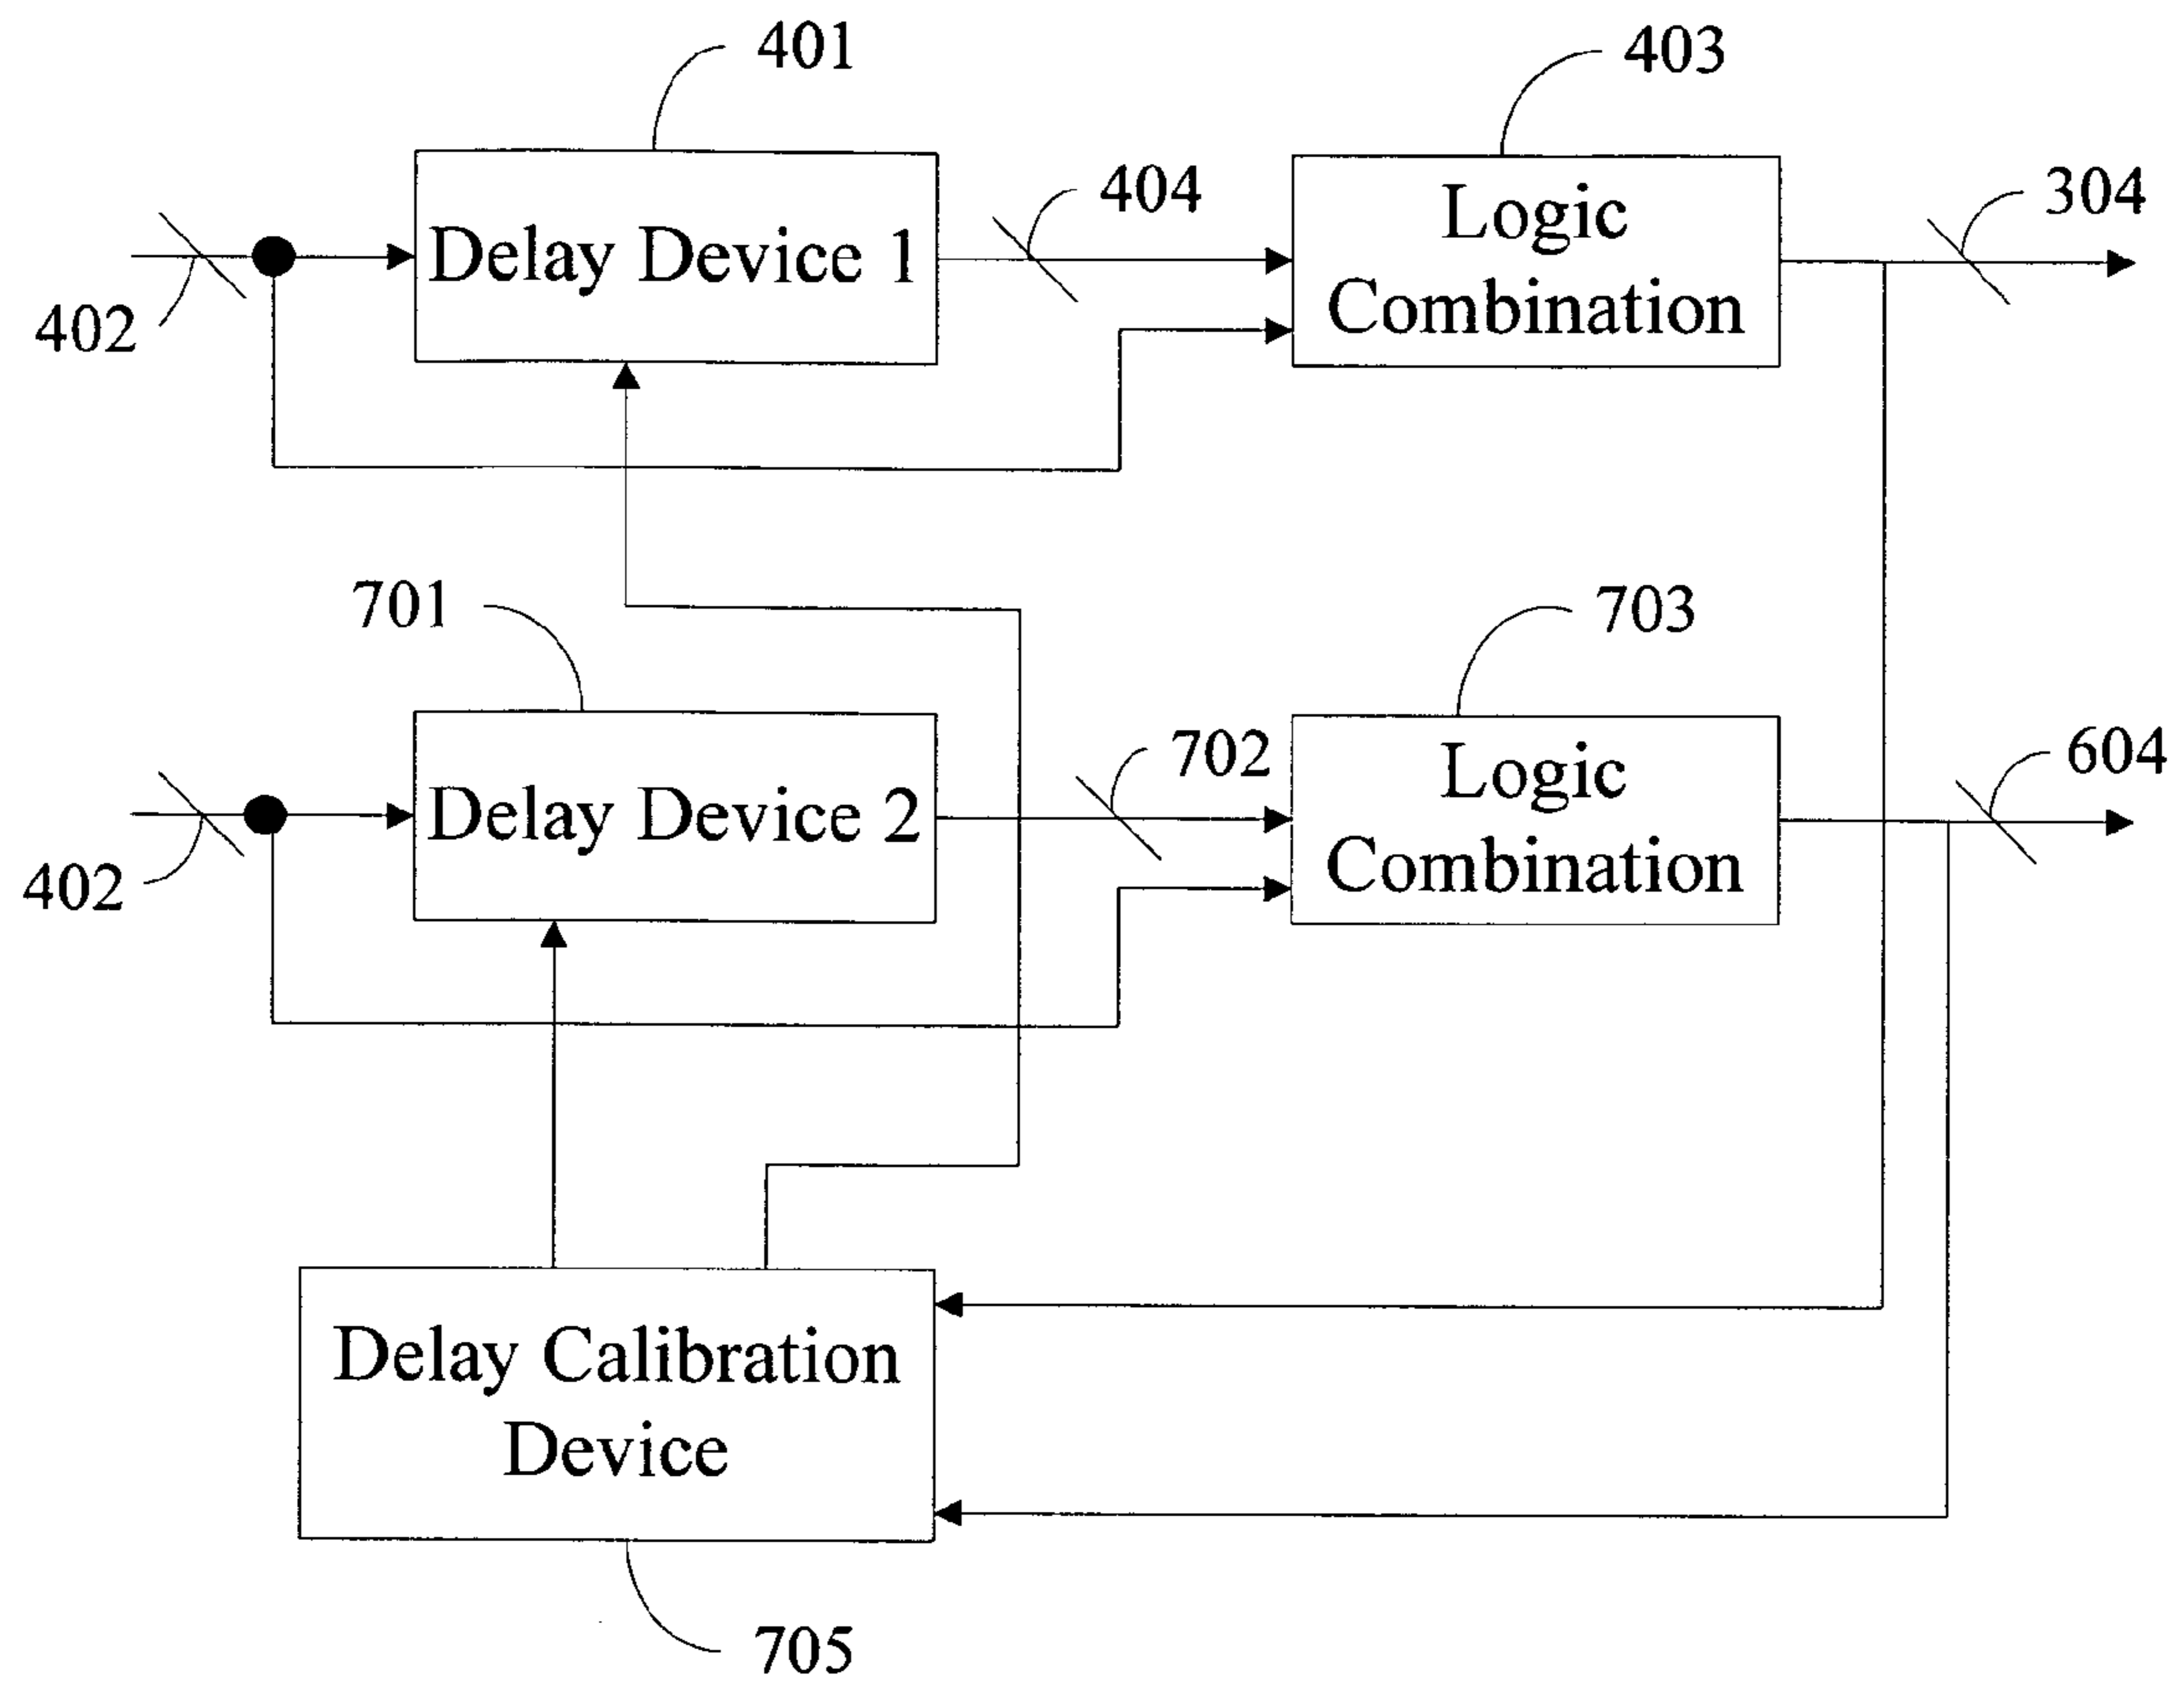 401
403
404
304
Logic
Combination
Delay Device 1
402
701
703
702
604
Logic
Combination
Delay Device 2
402
Delay Calibration
Device
705